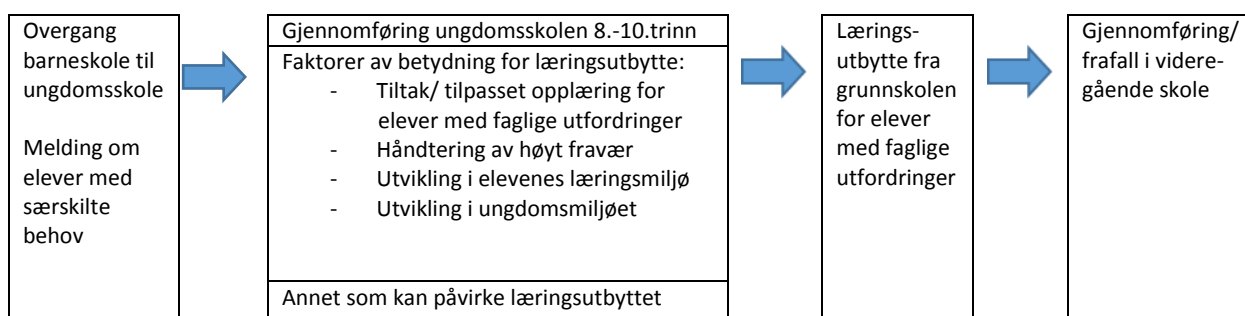 Overgang
barneskole til
ungdomsskole
Melding om
elever med
særskilte
behov
Gjennomføring ungdomsskolen 8.-10.trinn
Faktorer av betydning for læringsutbytte:
- Tiltak/ tilpasset opplæring for
elever med faglige utfordringer
- Håndtering av høyt fravær
- Utvikling i elevenes læringsmiljø
- Utvikling i ungdomsmiljøet
Annet som kan påvirke læringsutbyttet
Lærings-
utbytte fra
grunnskolen
for elever
med faglige
utfordringer
Gjennomføring/
frafall i videre-
gående skole